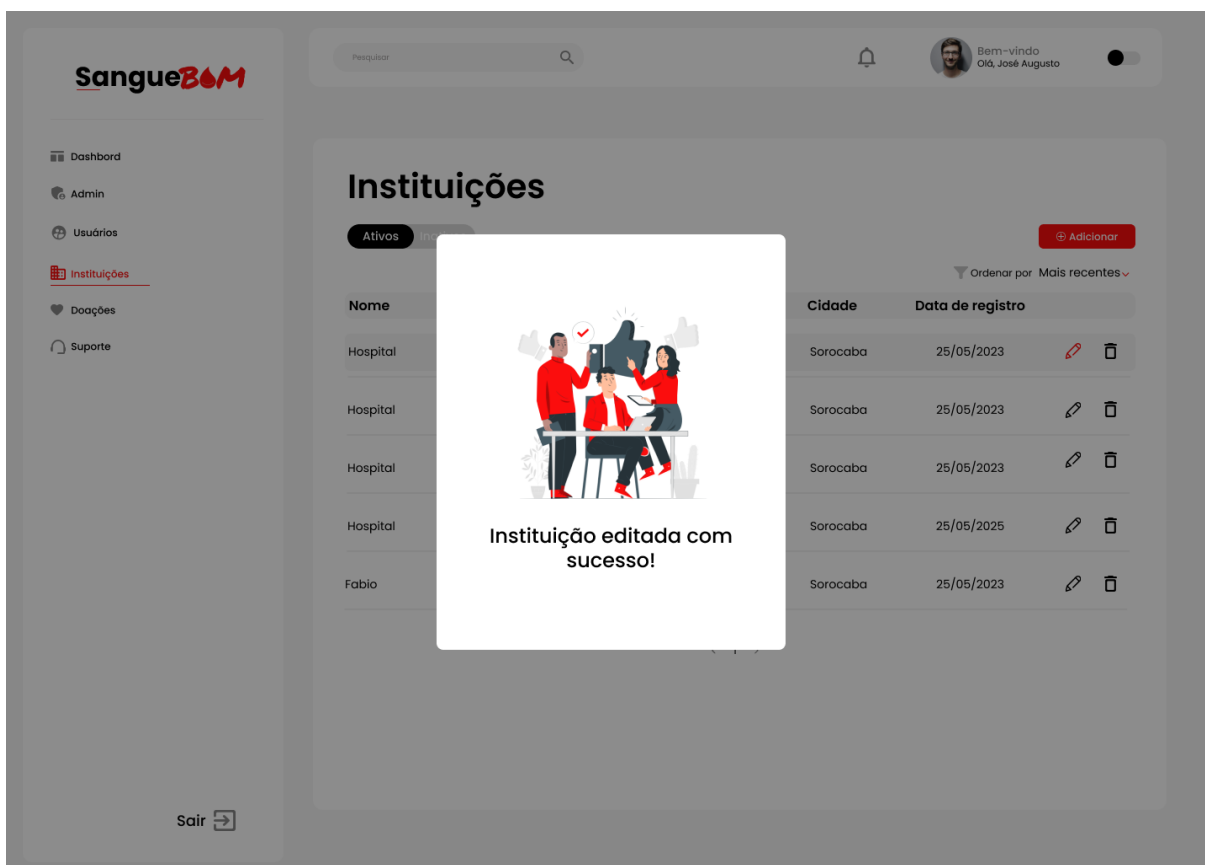 SangueBOM
Pesquisar
Bem-vindo
Olá, José Augusto
Dashbord
Admin
Usuários
Instituições
Doações
Suporte
Sair
Instituições
Ativos
Adicionar
Ordenar por Mais recentes
Nome Cidade Data de registro
Hospital Sorocaba 25/05/2023
Hospital Sorocaba 25/05/2023
Hospital Sorocaba 25/05/2023
Hospital Sorocaba 25/05/2025
Fabio Sorocaba 25/05/2023
Instituição editada com
sucesso!